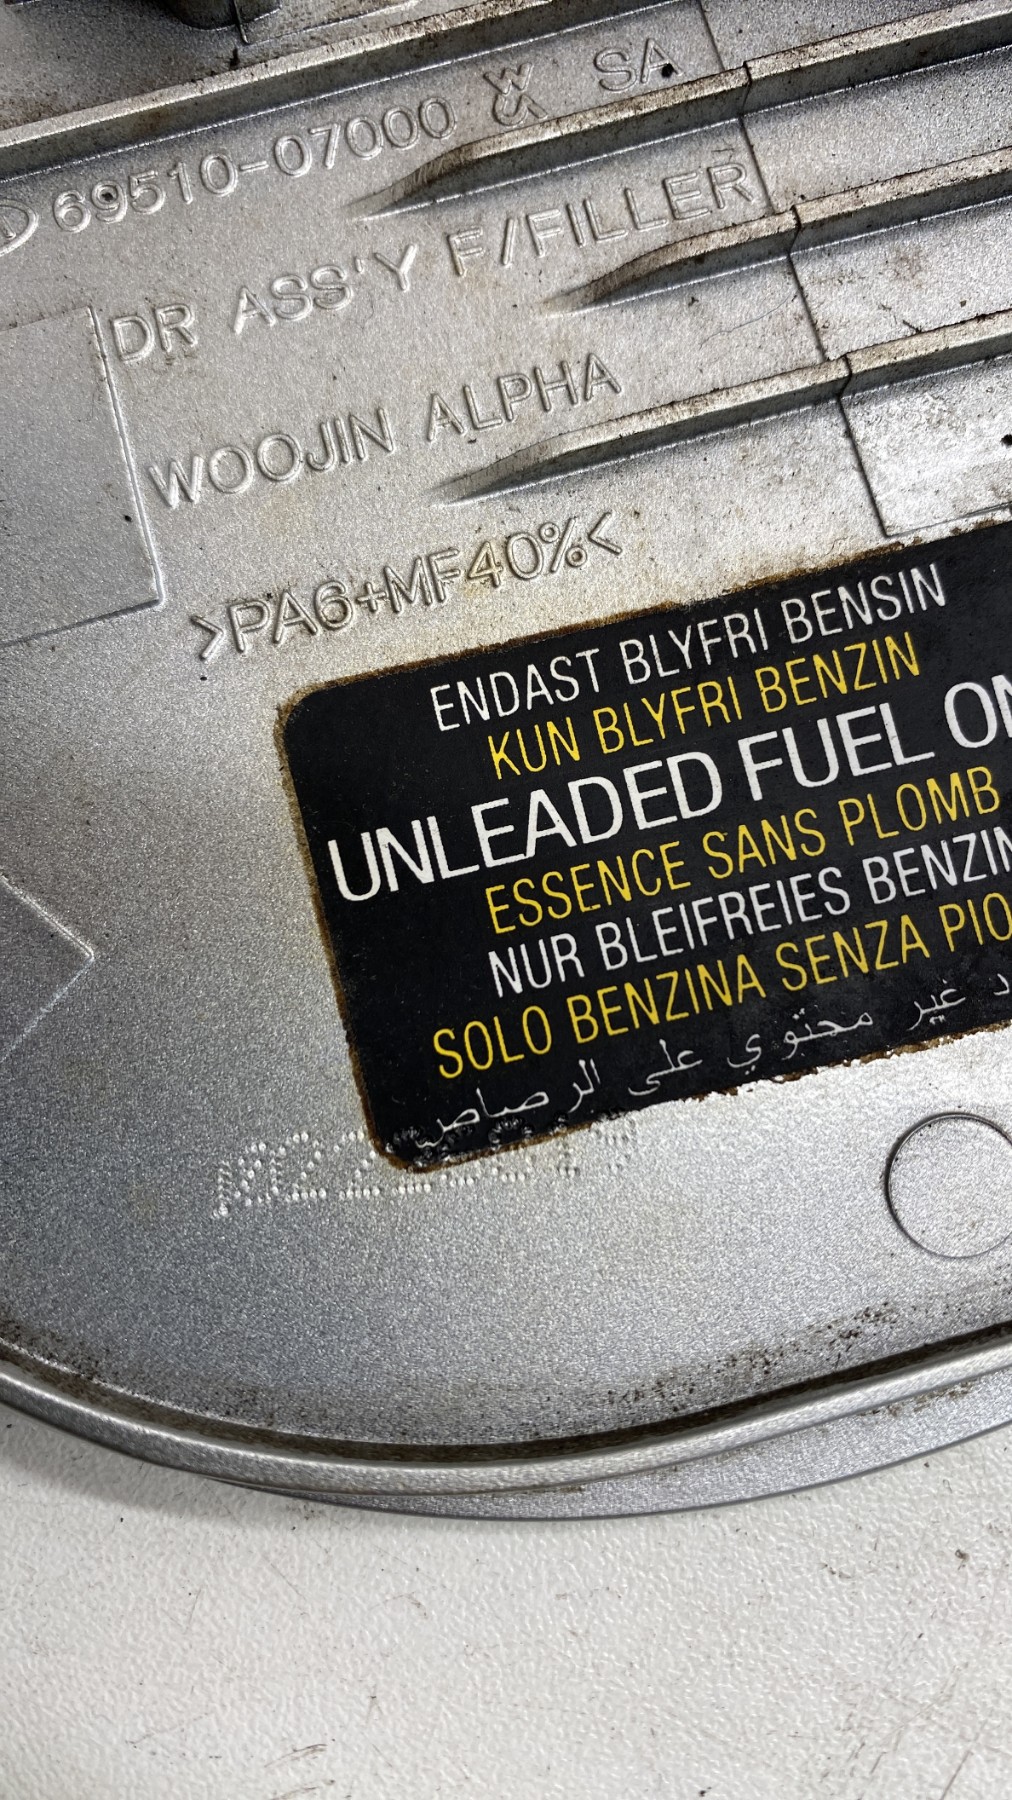 69510-07000 SA
DR ASS'Y F/FILLER
WOOJIN ALPHA
>PA6+MF40%<
ENDAST BLYFRI BENSIN
KUN BLYFRI BENZIN
UNLEADED FUEL ON
ESSENCE SANS PLOMB
NUR BLEIFREIES BENZIN
SOLO BENZINA SENZA PIO
د غير محتوي على الرصاص